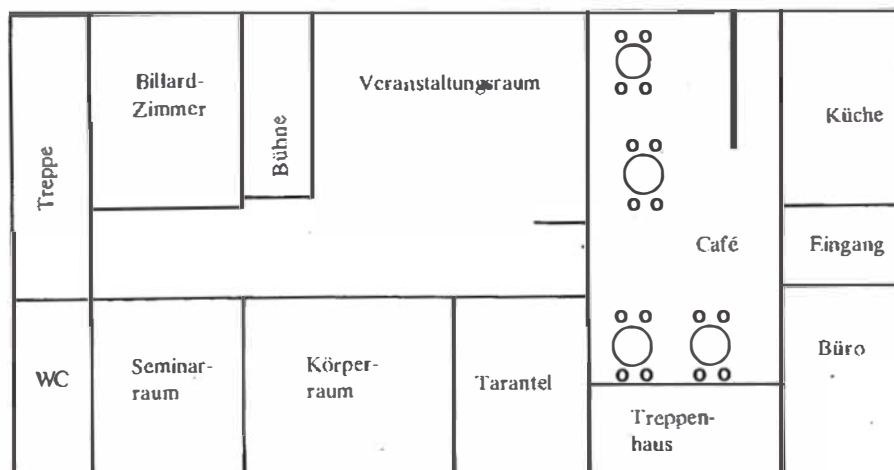 Treppe
Billard-
Zimmer
Bühne
Veranstaltungsraum
Café
Küche
Eingang
Büro
WC
Seminar-
raum
Körper-
raum
Tarantel
Treppen-
haus